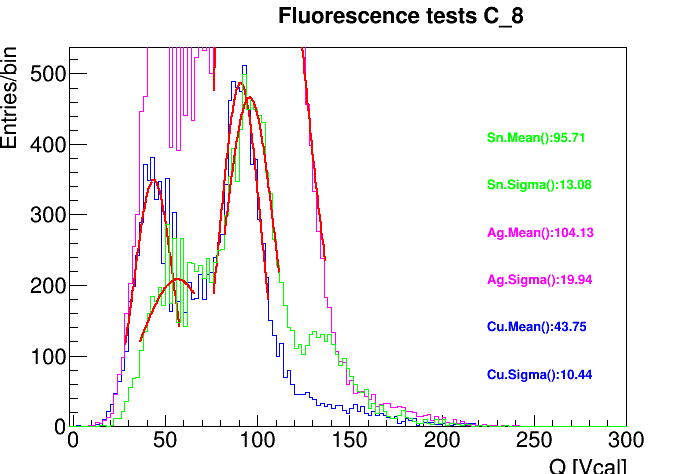 Fluorescence tests C_8
Entries/bin
500
400
300
200
100
0
Sn.Mean():95.71
Sn.Sigma():13.08
Ag.Mean():104.13
Ag.Sigma():19.94
Cu.Mean():43.75
Cu.Sigma():10.44
0 50 100 150 200 250 300
Q [Vcal]